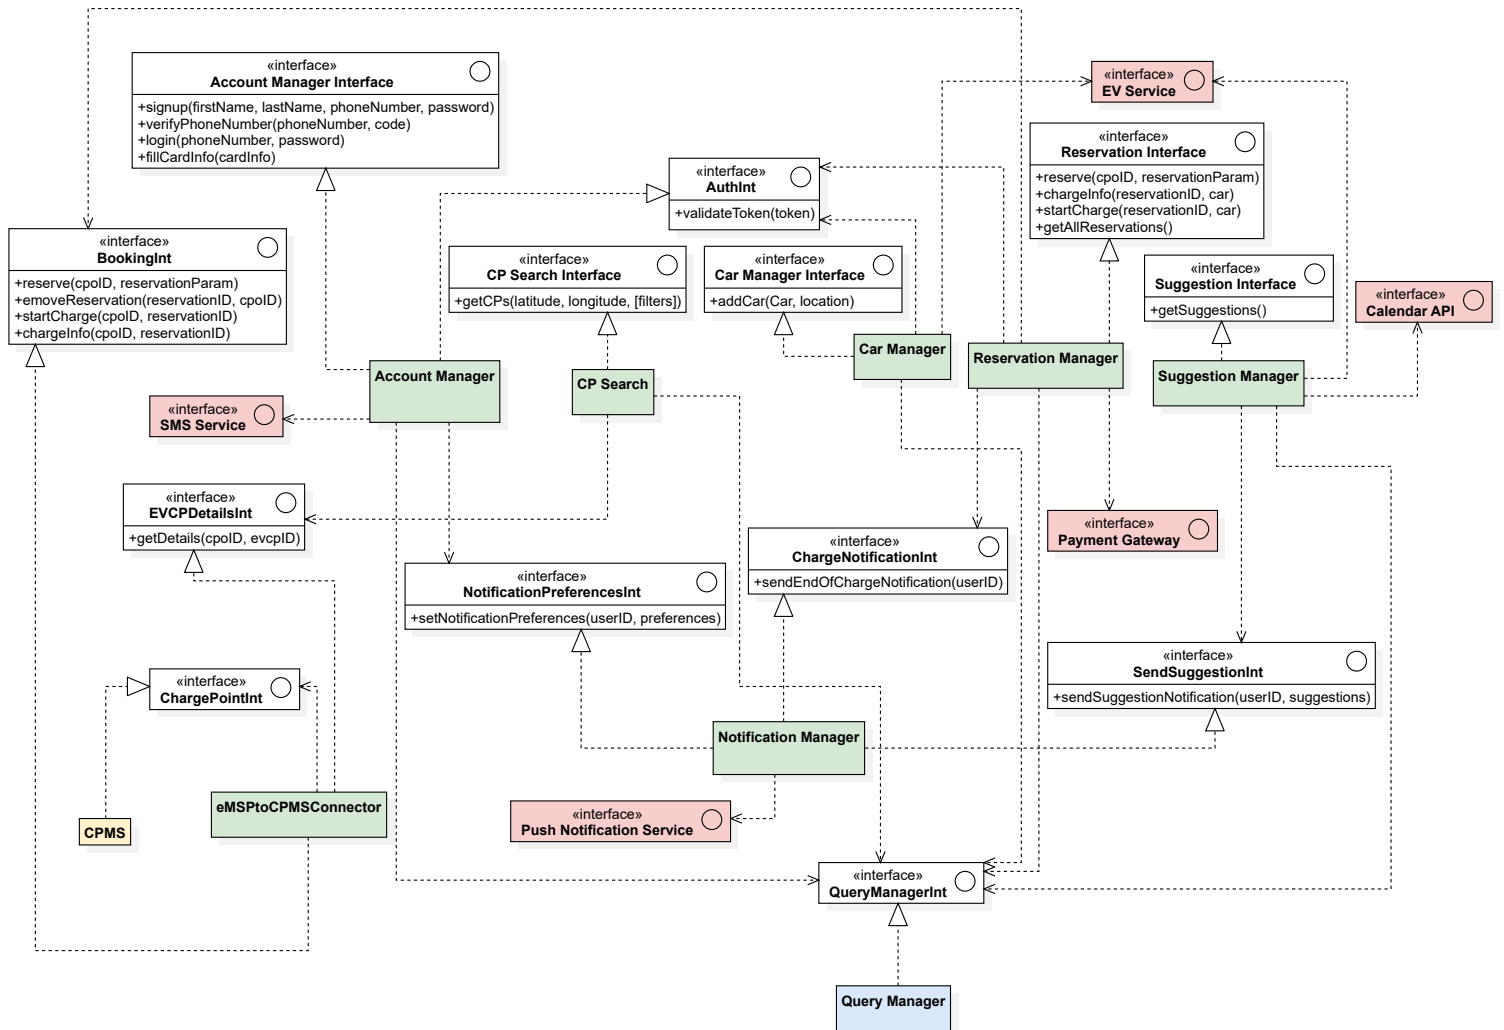 «interface»
Account Manager Interface
+signup(firstName, lastName, phoneNumber, password)
+verifyPhoneNumber(phoneNumber, code)
+login(phoneNumber, password)
+fillCardInfo(cardInfo)
«interface»
EV Service
«interface»
Reservation Interface
+reserve(cpoID, reservationParam)
+chargeInfo(reservationID, car)
+startCharge(reservationID, car)
+getAllReservations()
«interface»
AuthInt
+validateToken(token)
«interface»
BookingInt
+reserve(cpoID, reservationParam)
+emoveReservation(reservationID, cpoID)
+startCharge(cpoID, reservationID)
+chargeInfo(cpoID, reservationID)
«interface»
CP Search Interface
+getCPs(latitude, longitude, [filters])
«interface»
Car Manager Interface
+addCar(Car, location)
«interface»
Suggestion Interface
+getSuggestions()
«interface»
Calendar API
Car Manager
Reservation Manager
Account Manager
CP Search
Suggestion Manager
«interface»
SMS Service
«interface»
EVCPDetailsInt
+getDetails(cpoID, evcpID)
«interface»
Payment Gateway
«interface»
ChargeNotificationInt
+sendEndOfChargeNotification(userID)
«interface»
NotificationPreferencesInt
+setNotificationPreferences(userID, preferences)
«interface»
SendSuggestionInt
+sendSuggestionNotification(userID, suggestions)
«interface»
ChargePointInt
Notification Manager
eMSPtoCPMSConnector
CPMS
«interface»
Push Notification Service
«interface»
QueryManagerInt
Query Manager